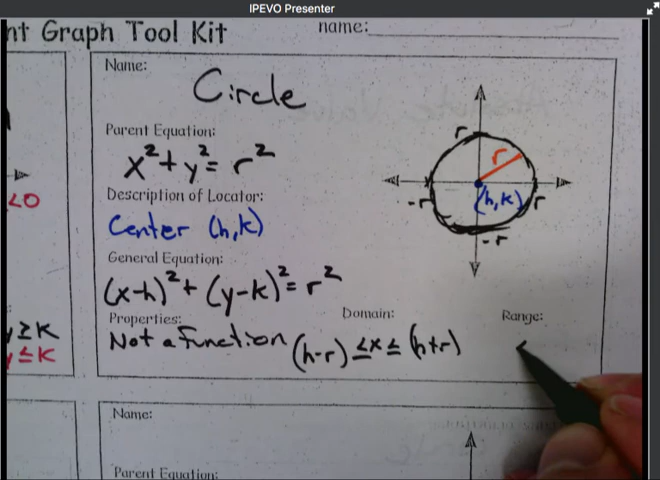 IPEVO Presenter
nt Graph Tool Kit
name:
Name:
Circle
Parent Equation:
x²+y²=r²
Description of Locator:
Center (h,k)
General Equation:
(x-h)²+(y-k)²=r²
Properties:
Domain:
Range:
Not a Function
(h-r) ≤x≤ (h+r)
r
r
-r
(h,k)
r
-r
<0
y≥K
y≤K
Name:
Parent Equation: